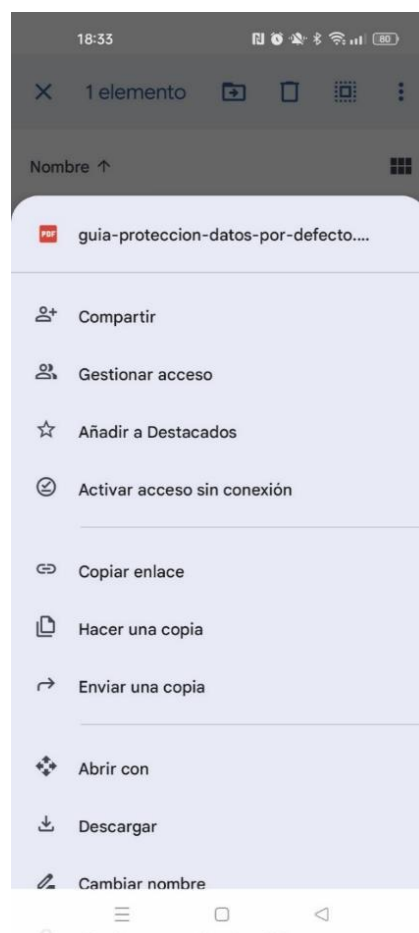 18:33
80
1 elemento
Nombre
PDF
guia-proteccion-datos-por-defecto....
Compartir
Gestionar acceso
Añadir a Destacados
Activar acceso sin conexión
Copiar enlace
Hacer una copia
Enviar una copia
Abrir con
Descargar
Cambiar nombre